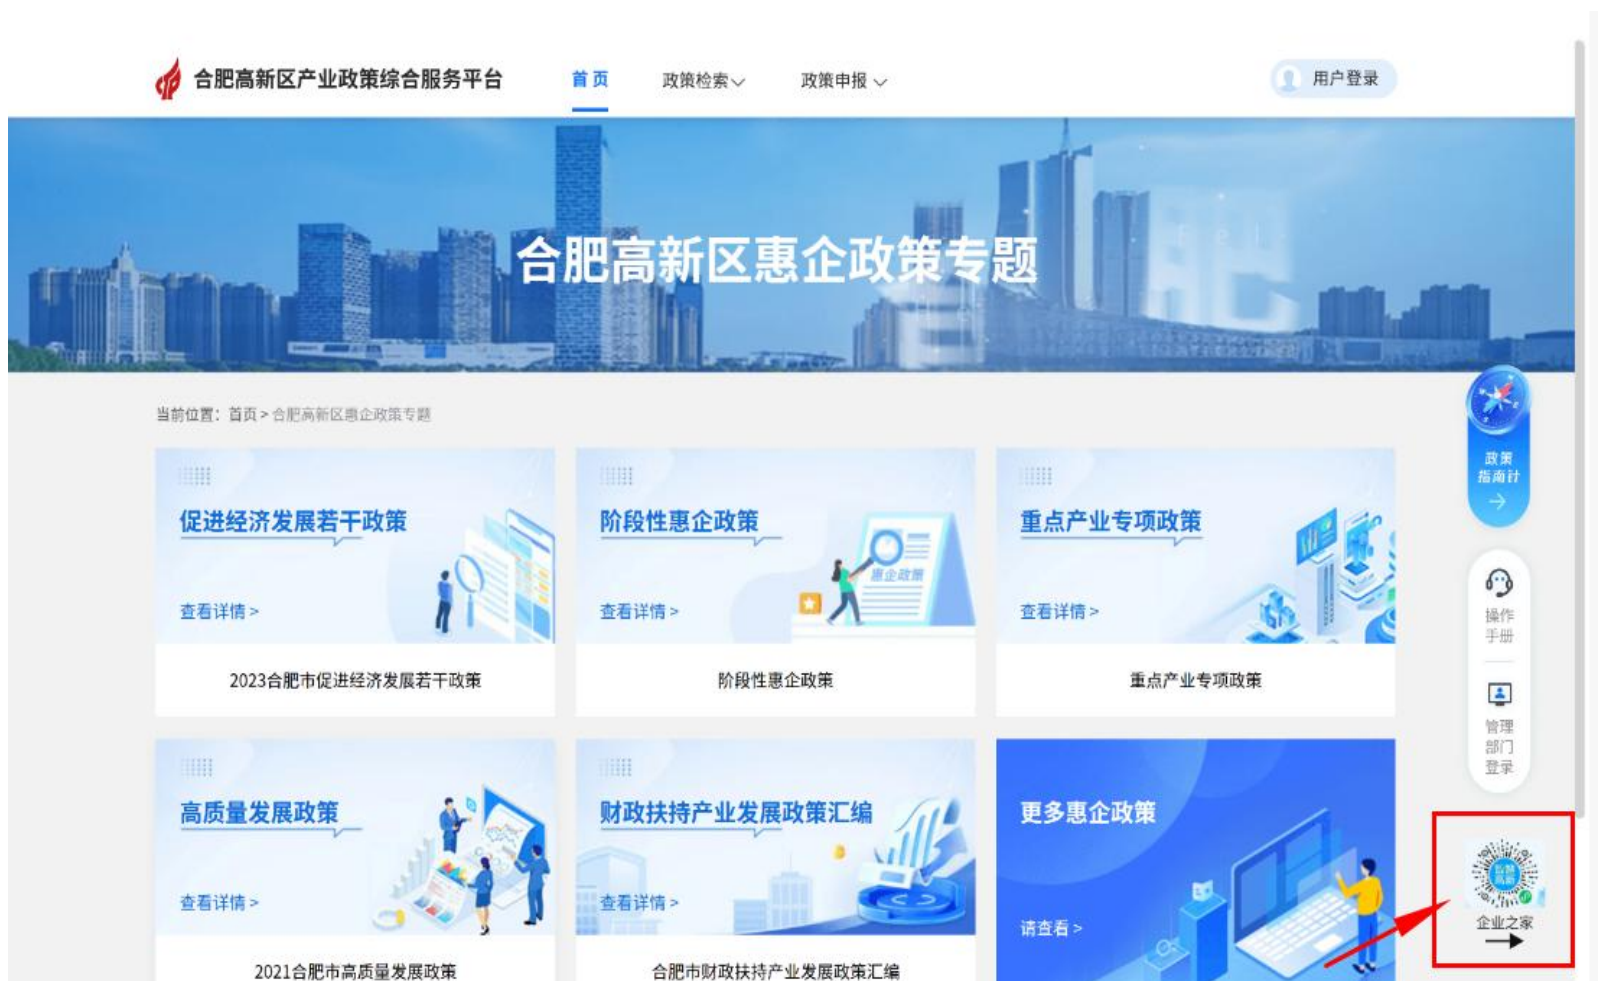 合肥高新区产业政策综合服务平台
首页
政策检索
政策申报
用户登录
合肥高新区惠企政策专题
当前位置：首页 > 合肥高新区惠企政策专题
促进经济发展若干政策
查看详情 >
2023合肥市促进经济发展若干政策
阶段性惠企政策
惠企政策
查看详情 >
阶段性惠企政策
重点产业专项政策
查看详情 >
重点产业专项政策
高质量发展政策
查看详情 >
2021合肥市高质量发展政策
财政扶持产业发展政策汇编
查看详情 >
合肥市财政扶持产业发展政策汇编
更多惠企政策
请查看 >
政策
指南针
操作
手册
管理
部门
登录
企业之家